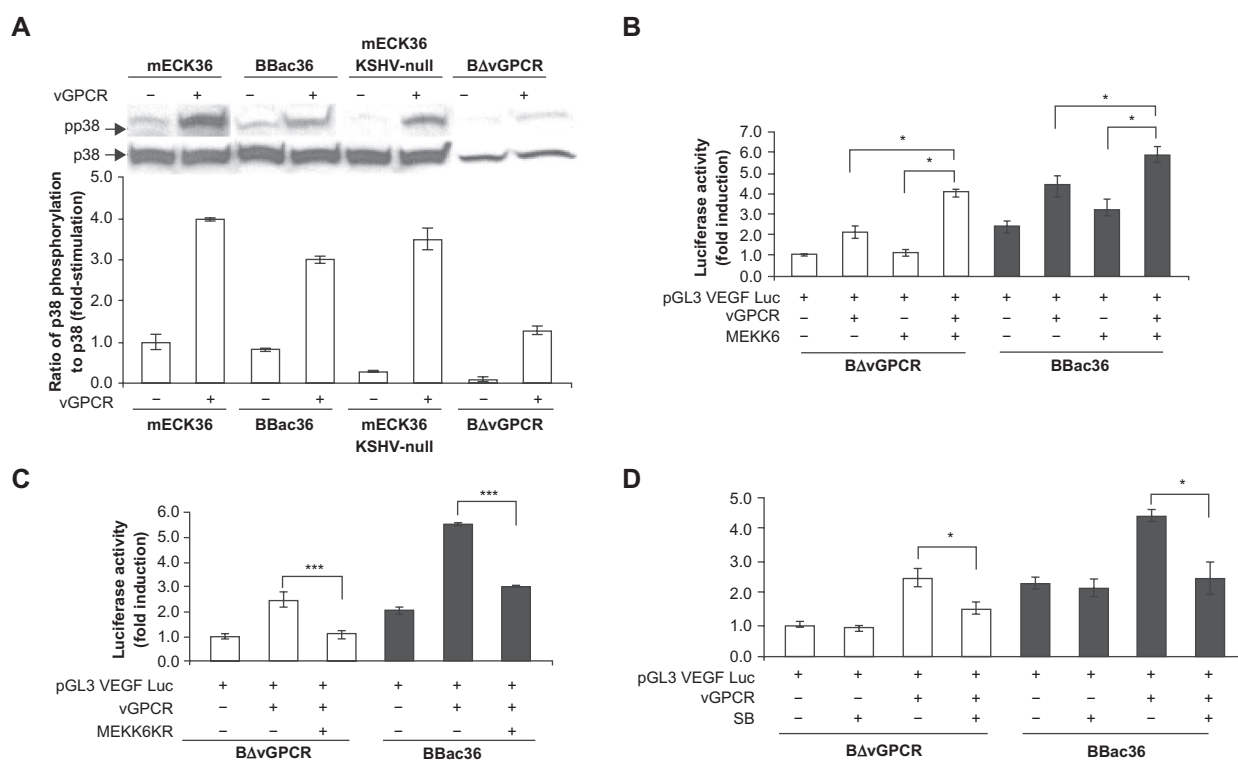 A
mECK36 BBac36 mECK36 KSHV-null BΔvGPCR
vGPCR – + – + – + – +
pp38
p38
Ratio of p38 phosphorylation
to p38 (fold-stimulation)
5.0
4.0
3.0
2.0
1.0
0.0
vGPCR – + – + – + – +
mECK36 BBac36 mECK36 BΔvGPCR
KSHV-null
B
Luciferase activity
(fold induction)
7.0
6.0
5.0
4.0
3.0
2.0
1.0
0.0
* * * *
pGL3 VEGF Luc + + + + + + + +
vGPCR – + – + – + – +
MEKK6 – – + + – – + +
BΔvGPCR BBac36
C
Luciferase activity
(fold induction)
6.0
5.0
4.0
3.0
2.0
1.0
0.0
*** ***
pGL3 VEGF Luc + + + + + +
vGPCR – + + – + +
MEKK6KR – – + – – +
BΔvGPCR BBac36
D
5.0
4.0
3.0
2.0
1.0
0.0
* *
pGL3 VEGF Luc + + + + + + + +
vGPCR – – + + – – + +
SB – + – + – + – +
BΔvGPCR BBac36